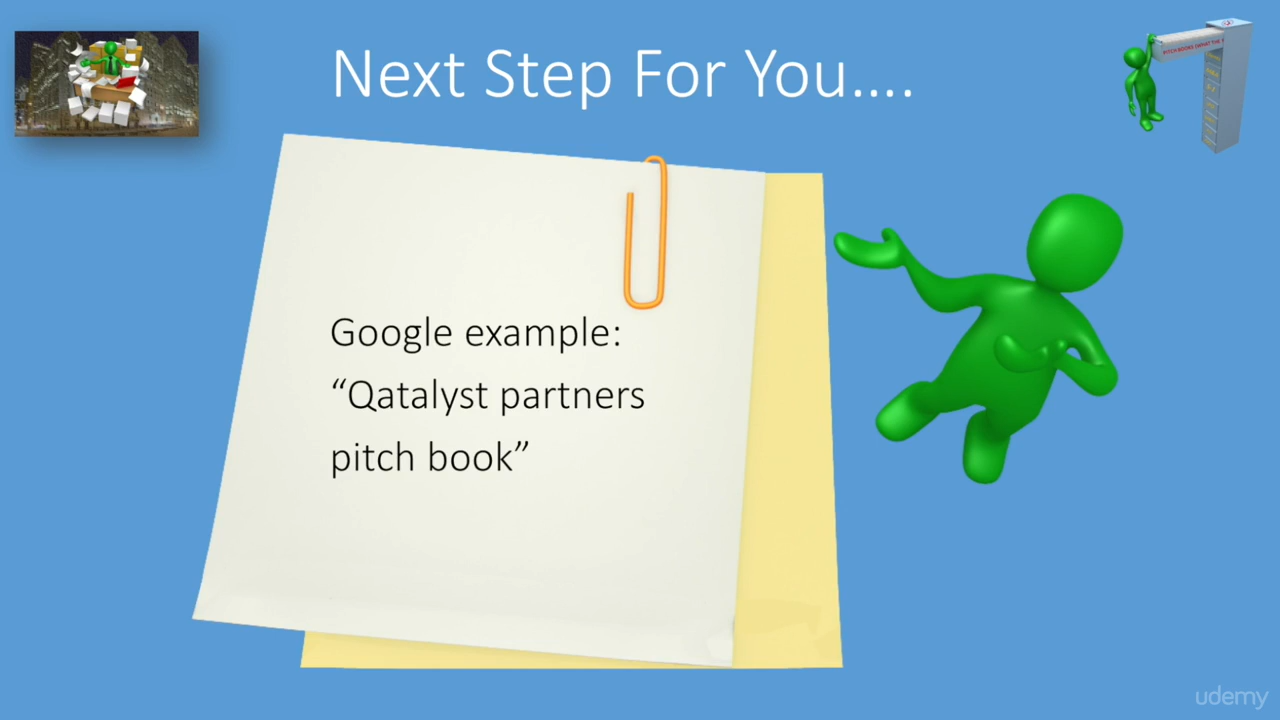 Next Step For You....
Google example:
“Qatalyst partners
pitch book”
udemy